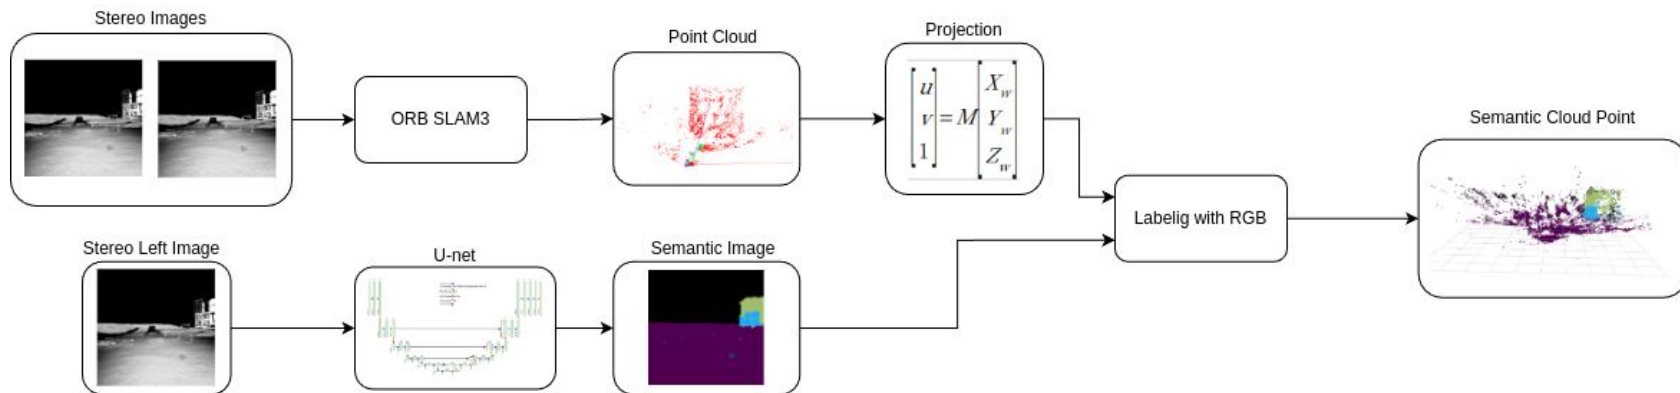 Stereo Images
ORB SLAM3
Point Cloud
Projection
u
v = M
1
X_w
Y_w
Z_w
Stereo Left Image
U-net
Semantic Image
Labelig with RGB
Semantic Cloud Point